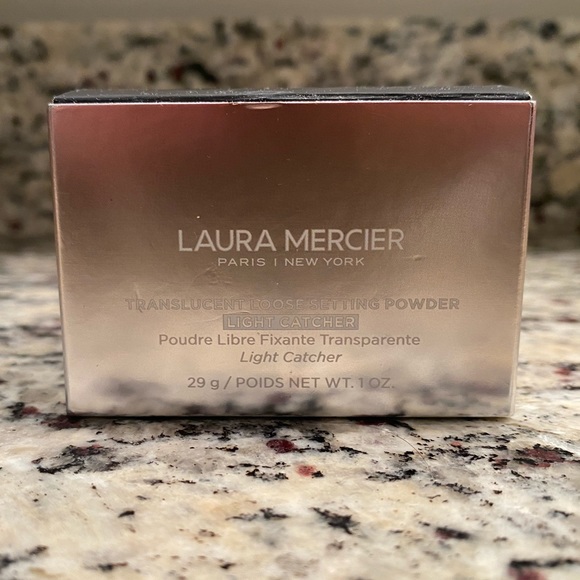 LAURA MERCIER
PARIS | NEW YORK
TRANSLUCENT LOOSE SETTING POWDER
LIGHT CATCHER
Poudre Libre Fixante Transparente
Light Catcher
29 g / POIDS NET WT. 1 OZ.